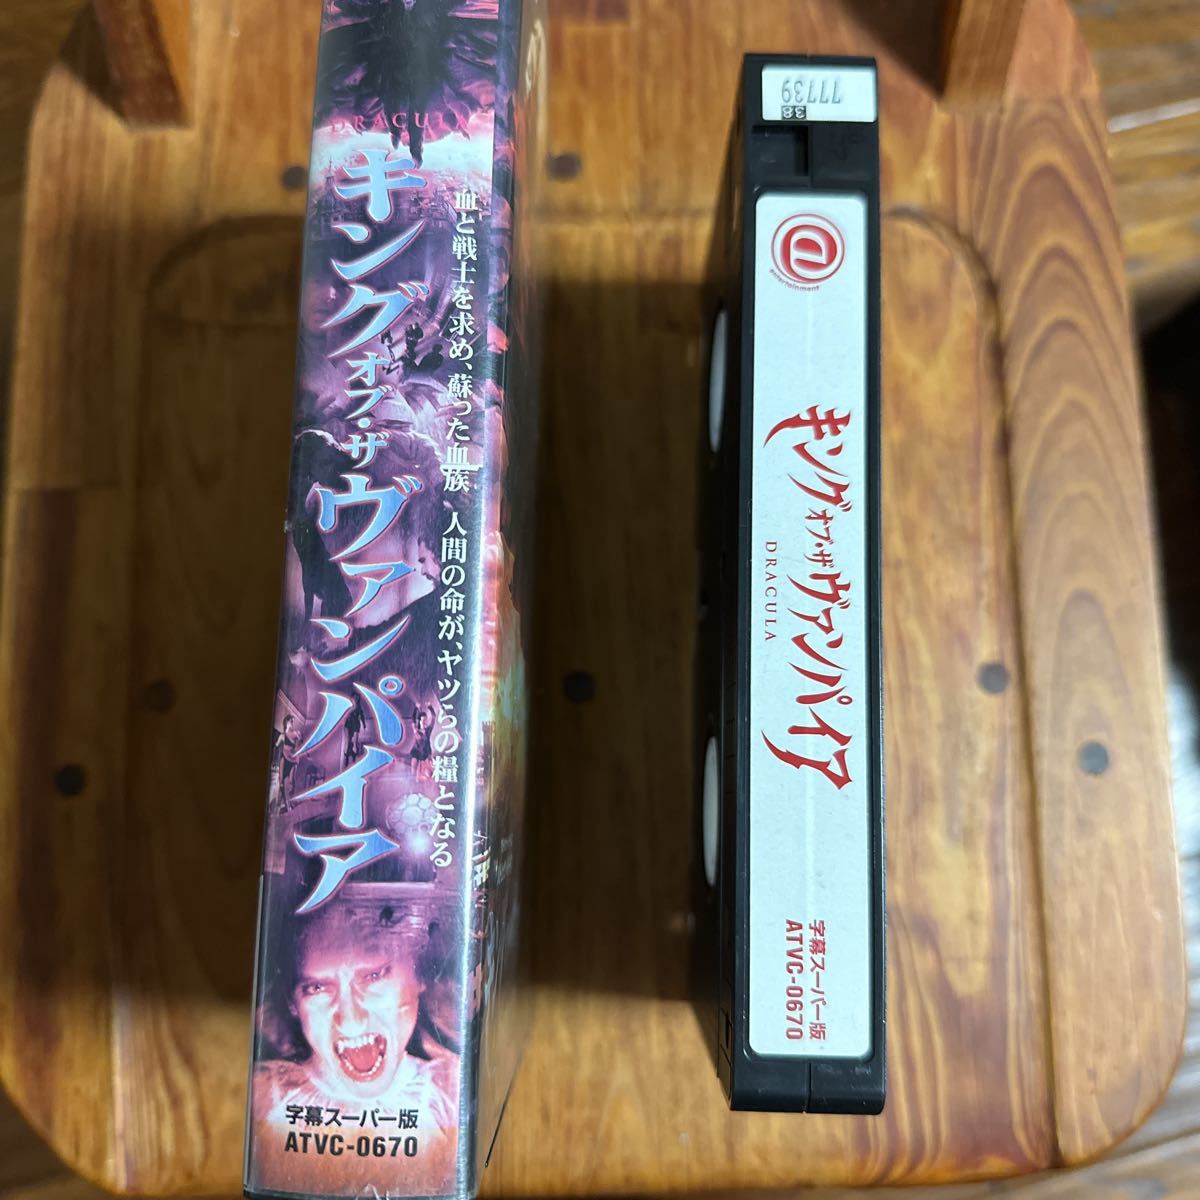 DRACULA
キング オブ・ザ ヴァンパイア
血と戦士を求め、蘇った血族、人間の命が、ヤツらの糧となる
字幕スーパー版
ATVC-0670
77739
38
@
entertainment
キング オブ・ザ ヴァンパイア
DRACULA
字幕スーパー版
ATVC-0670